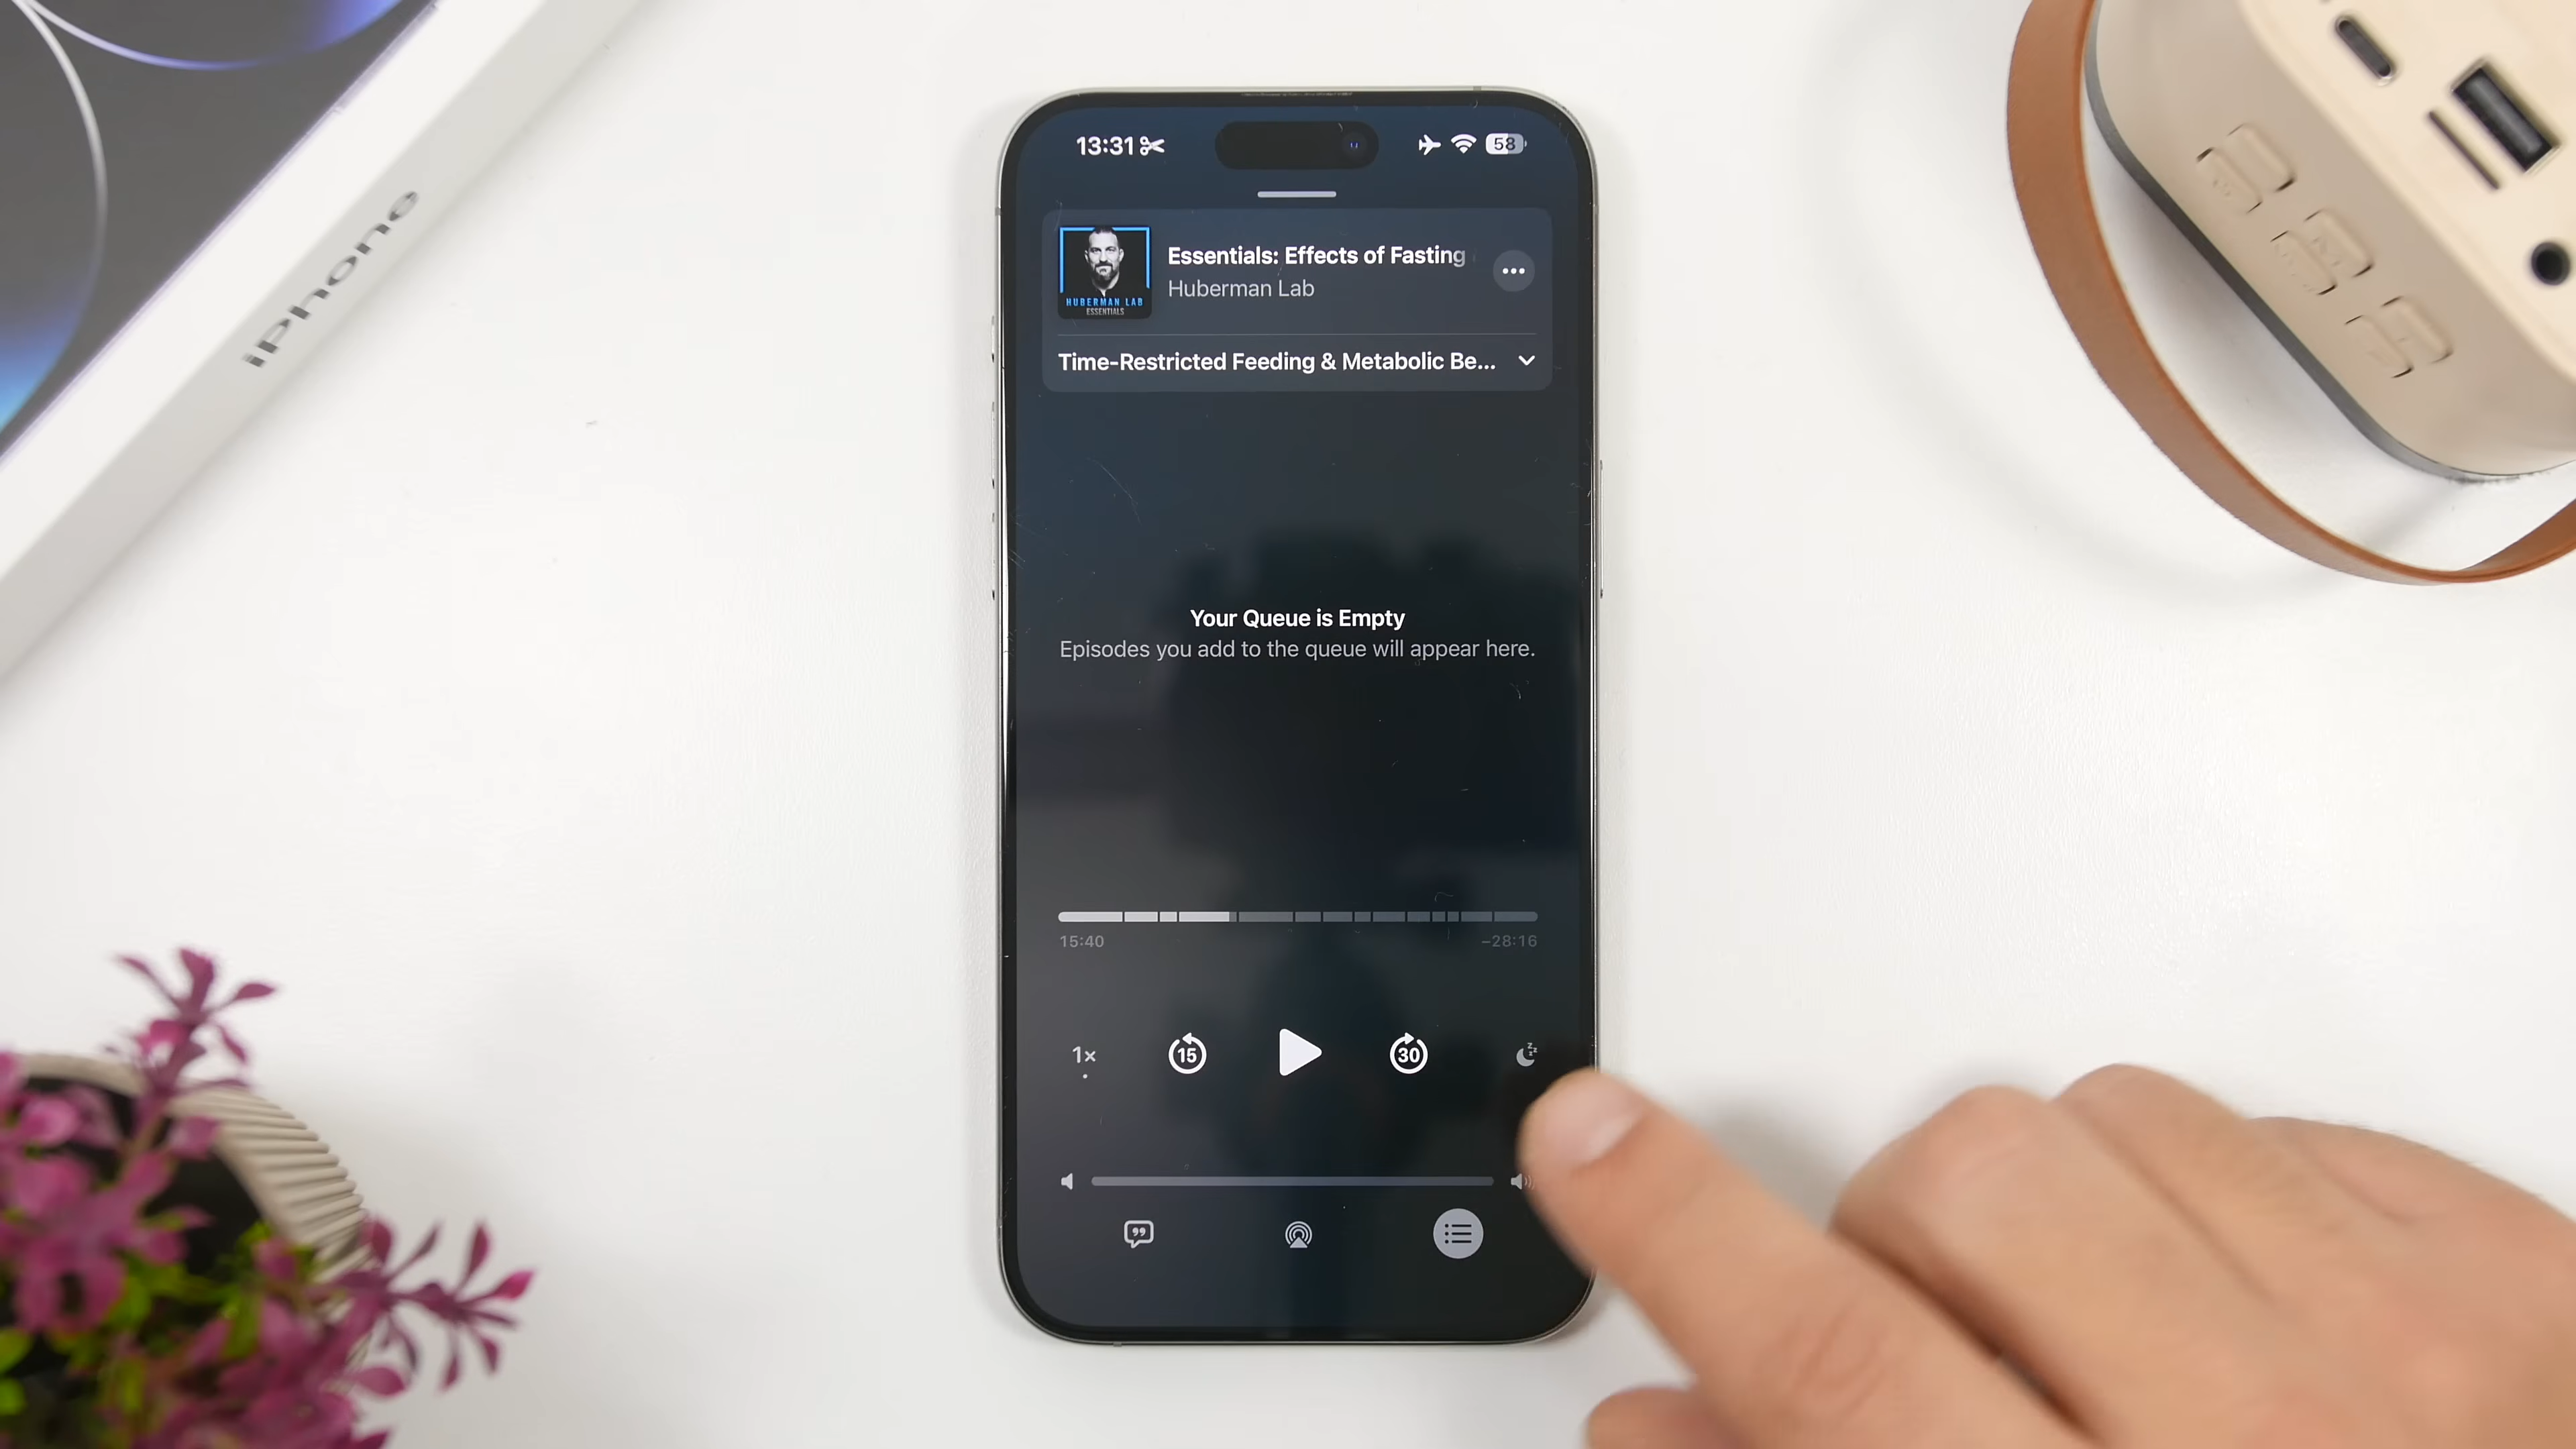 iPhone
13:31
58
Essentials: Effects of Fasting
Huberman Lab
HUBERMAN LAB
ESSENTIALS
Time-Restricted Feeding & Metabolic Be...
Your Queue is Empty
Episodes you add to the queue will appear here.
15:40
-28:16
1×
15
30
zzz